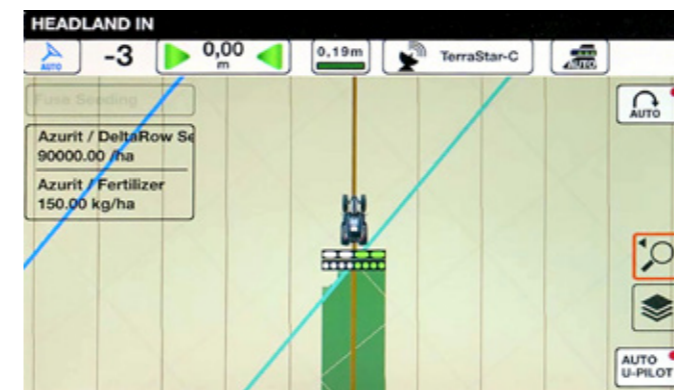 HEADLAND IN
AUTO
-3
0,00
m
0.19m
TerraStar-C
AUTO
Fuse Seeding
AUTO
Azurit / DeltaRow Se
90000.00 /ha
Azurit / Fertilizer
150.00 kg/ha
AUTO
U-PILOT